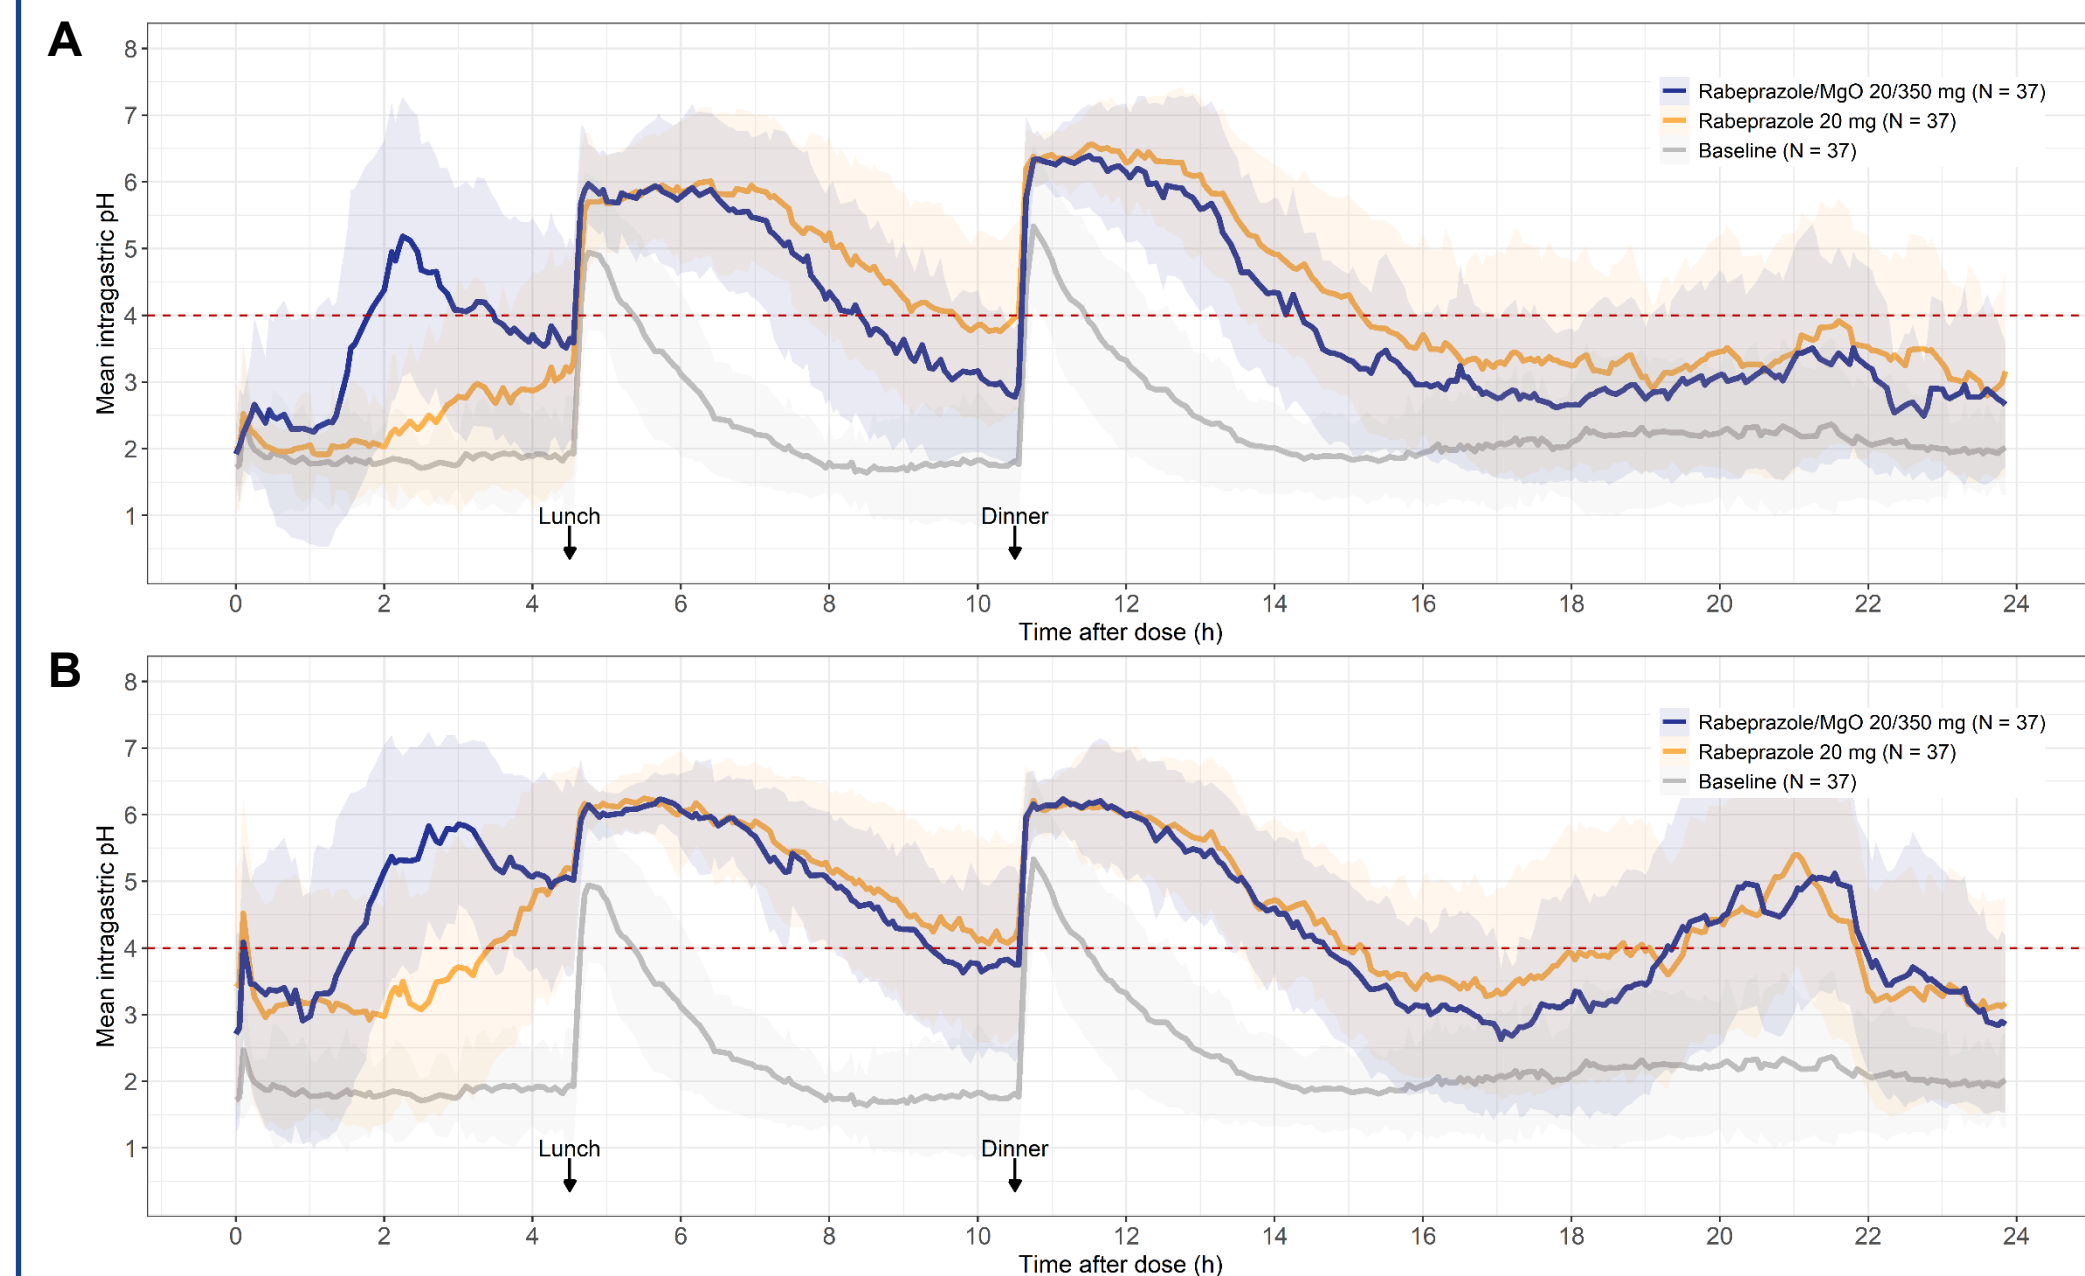 A
Mean intragastric pH
8
7
6
5
4
3
2
1
Rabeprazole/MgO 20/350 mg (N = 37)
Rabeprazole 20 mg (N = 37)
Baseline (N = 37)
Lunch
Dinner
0 2 4 6 8 10 12 14 16 18 20 22 24
Time after dose (h)
B
Mean intragastric pH
8
7
6
5
4
3
2
1
Rabeprazole/MgO 20/350 mg (N = 37)
Rabeprazole 20 mg (N = 37)
Baseline (N = 37)
Lunch
Dinner
0 2 4 6 8 10 12 14 16 18 20 22 24
Time after dose (h)